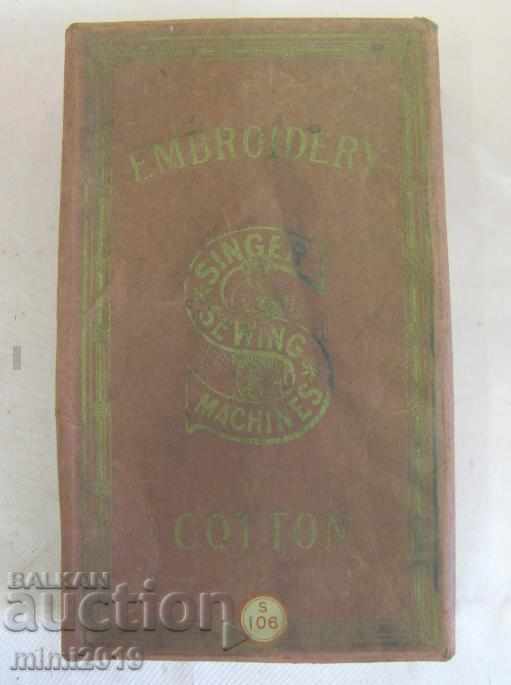 EMBROIDERY
SINGER
SEWING
MACHINES
COTTON
S
106
BALKAN
auction
mimi2019